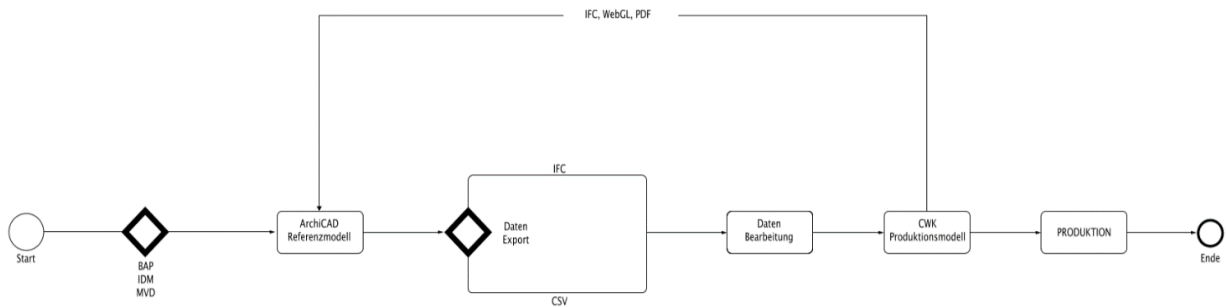 IFC, WebGL, PDF
IFC
Start
BAP
IDM
MVD
ArchiCAD
Referenzmodell
Daten
Export
CSV
Daten
Bearbeitung
CWK
Produktionsmodell
PRODUKTION
Ende